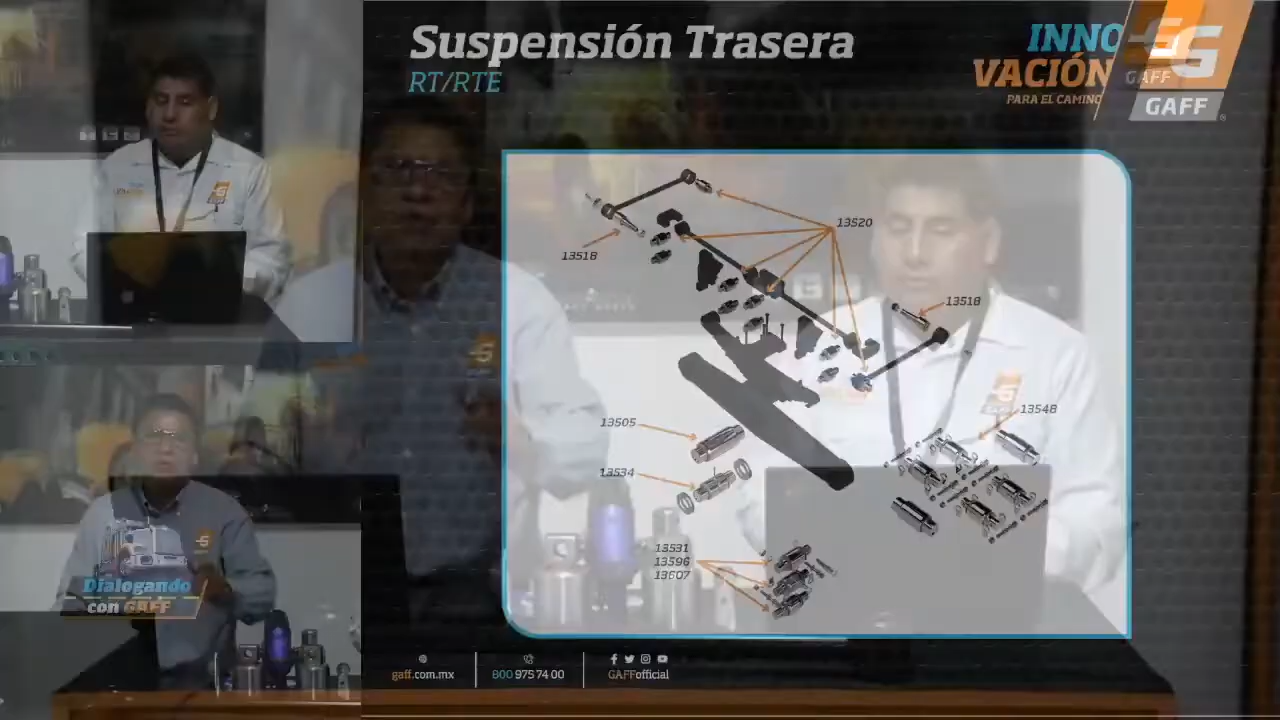 Suspensión Trasera
RT/RTE
INNO
VACIÓN
PARA EL CAMINO
GAFF
GAFF
13520
13518
13518
13505
13548
13534
13531
13596
13607
Dialogando
con GAFF
gaff.com.mx
800 975 74 00
GAFFofficial